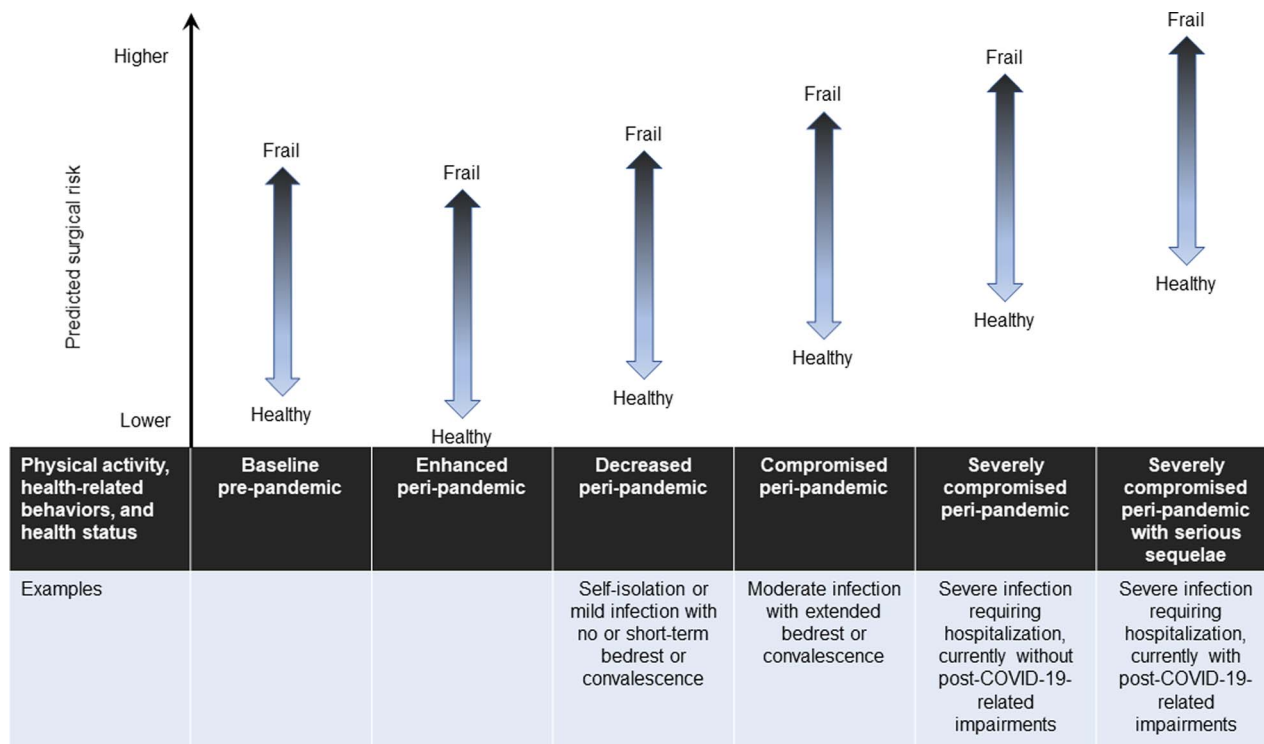 Higher
Predicted surgical risk
Lower
Frail
Healthy
Frail
Healthy
Frail
Healthy
Frail
Healthy
Frail
Healthy
Frail
Healthy
Physical activity,
health-related
behaviors, and
health status
Baseline
pre-pandemic
Enhanced
peri-pandemic
Decreased
peri-pandemic
Compromised
peri-pandemic
Severely
compromised
peri-pandemic
Severely
compromised
peri-pandemic
with serious
sequelae
Examples
Self-isolation or
mild infection with
no or short-term
bedrest or
convalescence
Moderate infection
with extended
bedrest or
convalescence
Severe infection
requiring
hospitalization,
currently without
post-COVID-19-
related
impairments
Severe infection
requiring
hospitalization,
currently with
post-COVID-19-
related
impairments